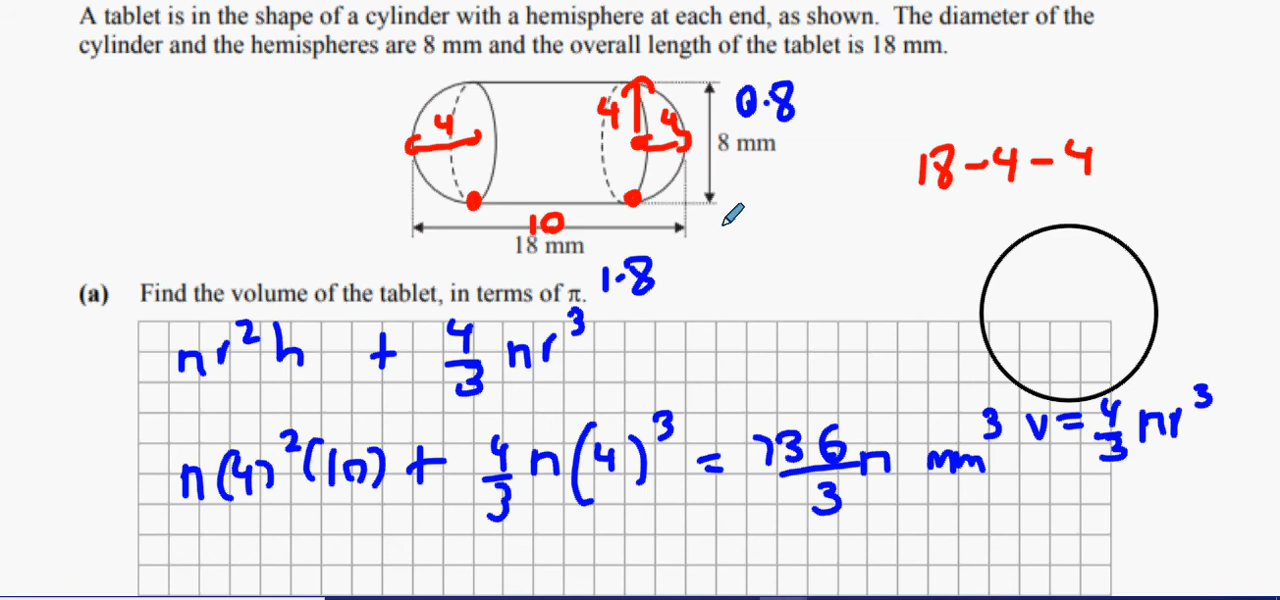 A tablet is in the shape of a cylinder with a hemisphere at each end, as shown. The diameter of the
cylinder and the hemispheres are 8 mm and the overall length of the tablet is 18 mm.
4
4
4
0.8
8 mm
18-4-4
10
18 mm
1.8
(a) Find the volume of the tablet, in terms of π.
πr²h + 4/3 πr³
π(4)²(10) + 4/3 π(4)³ = 736/3 π mm³
V = 4/3 πr³